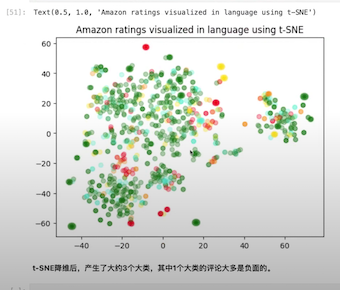 [51]: Text(0.5, 1.0, 'Amazon ratings visualized in language using t-SNE')
Amazon ratings visualized in language using t-SNE
60
40
20
0
−20
−40
−60
−40 −20 0 20 40 60
t-SNE降维后，产生了大约3个大类，其中1个大类的评论大多是负面的。